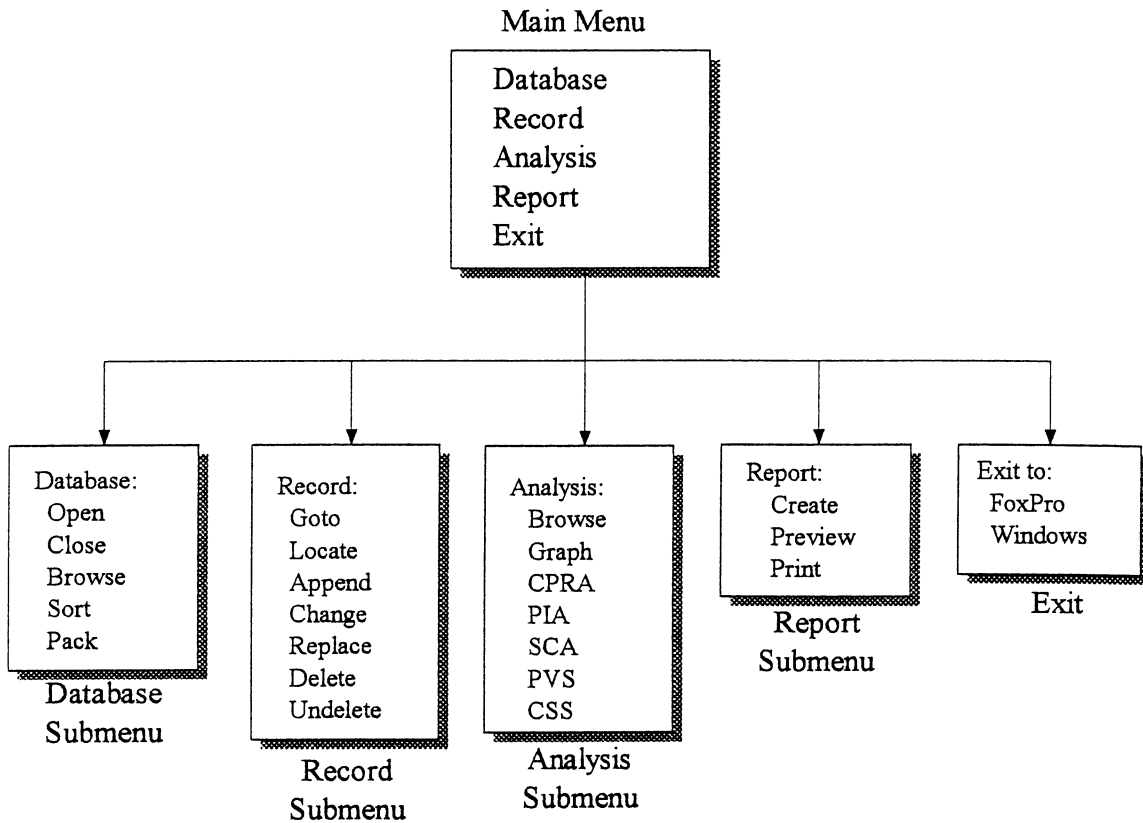 Main Menu
Database
Record
Analysis
Report
Exit
Database:
Open
Close
Browse
Sort
Pack
Database
Submenu
Record:
Goto
Locate
Append
Change
Replace
Delete
Undelete
Record
Submenu
Analysis:
Browse
Graph
CPRA
PIA
SCA
PVS
CSS
Analysis
Submenu
Report:
Create
Preview
Print
Report
Submenu
Exit to:
FoxPro
Windows
Exit